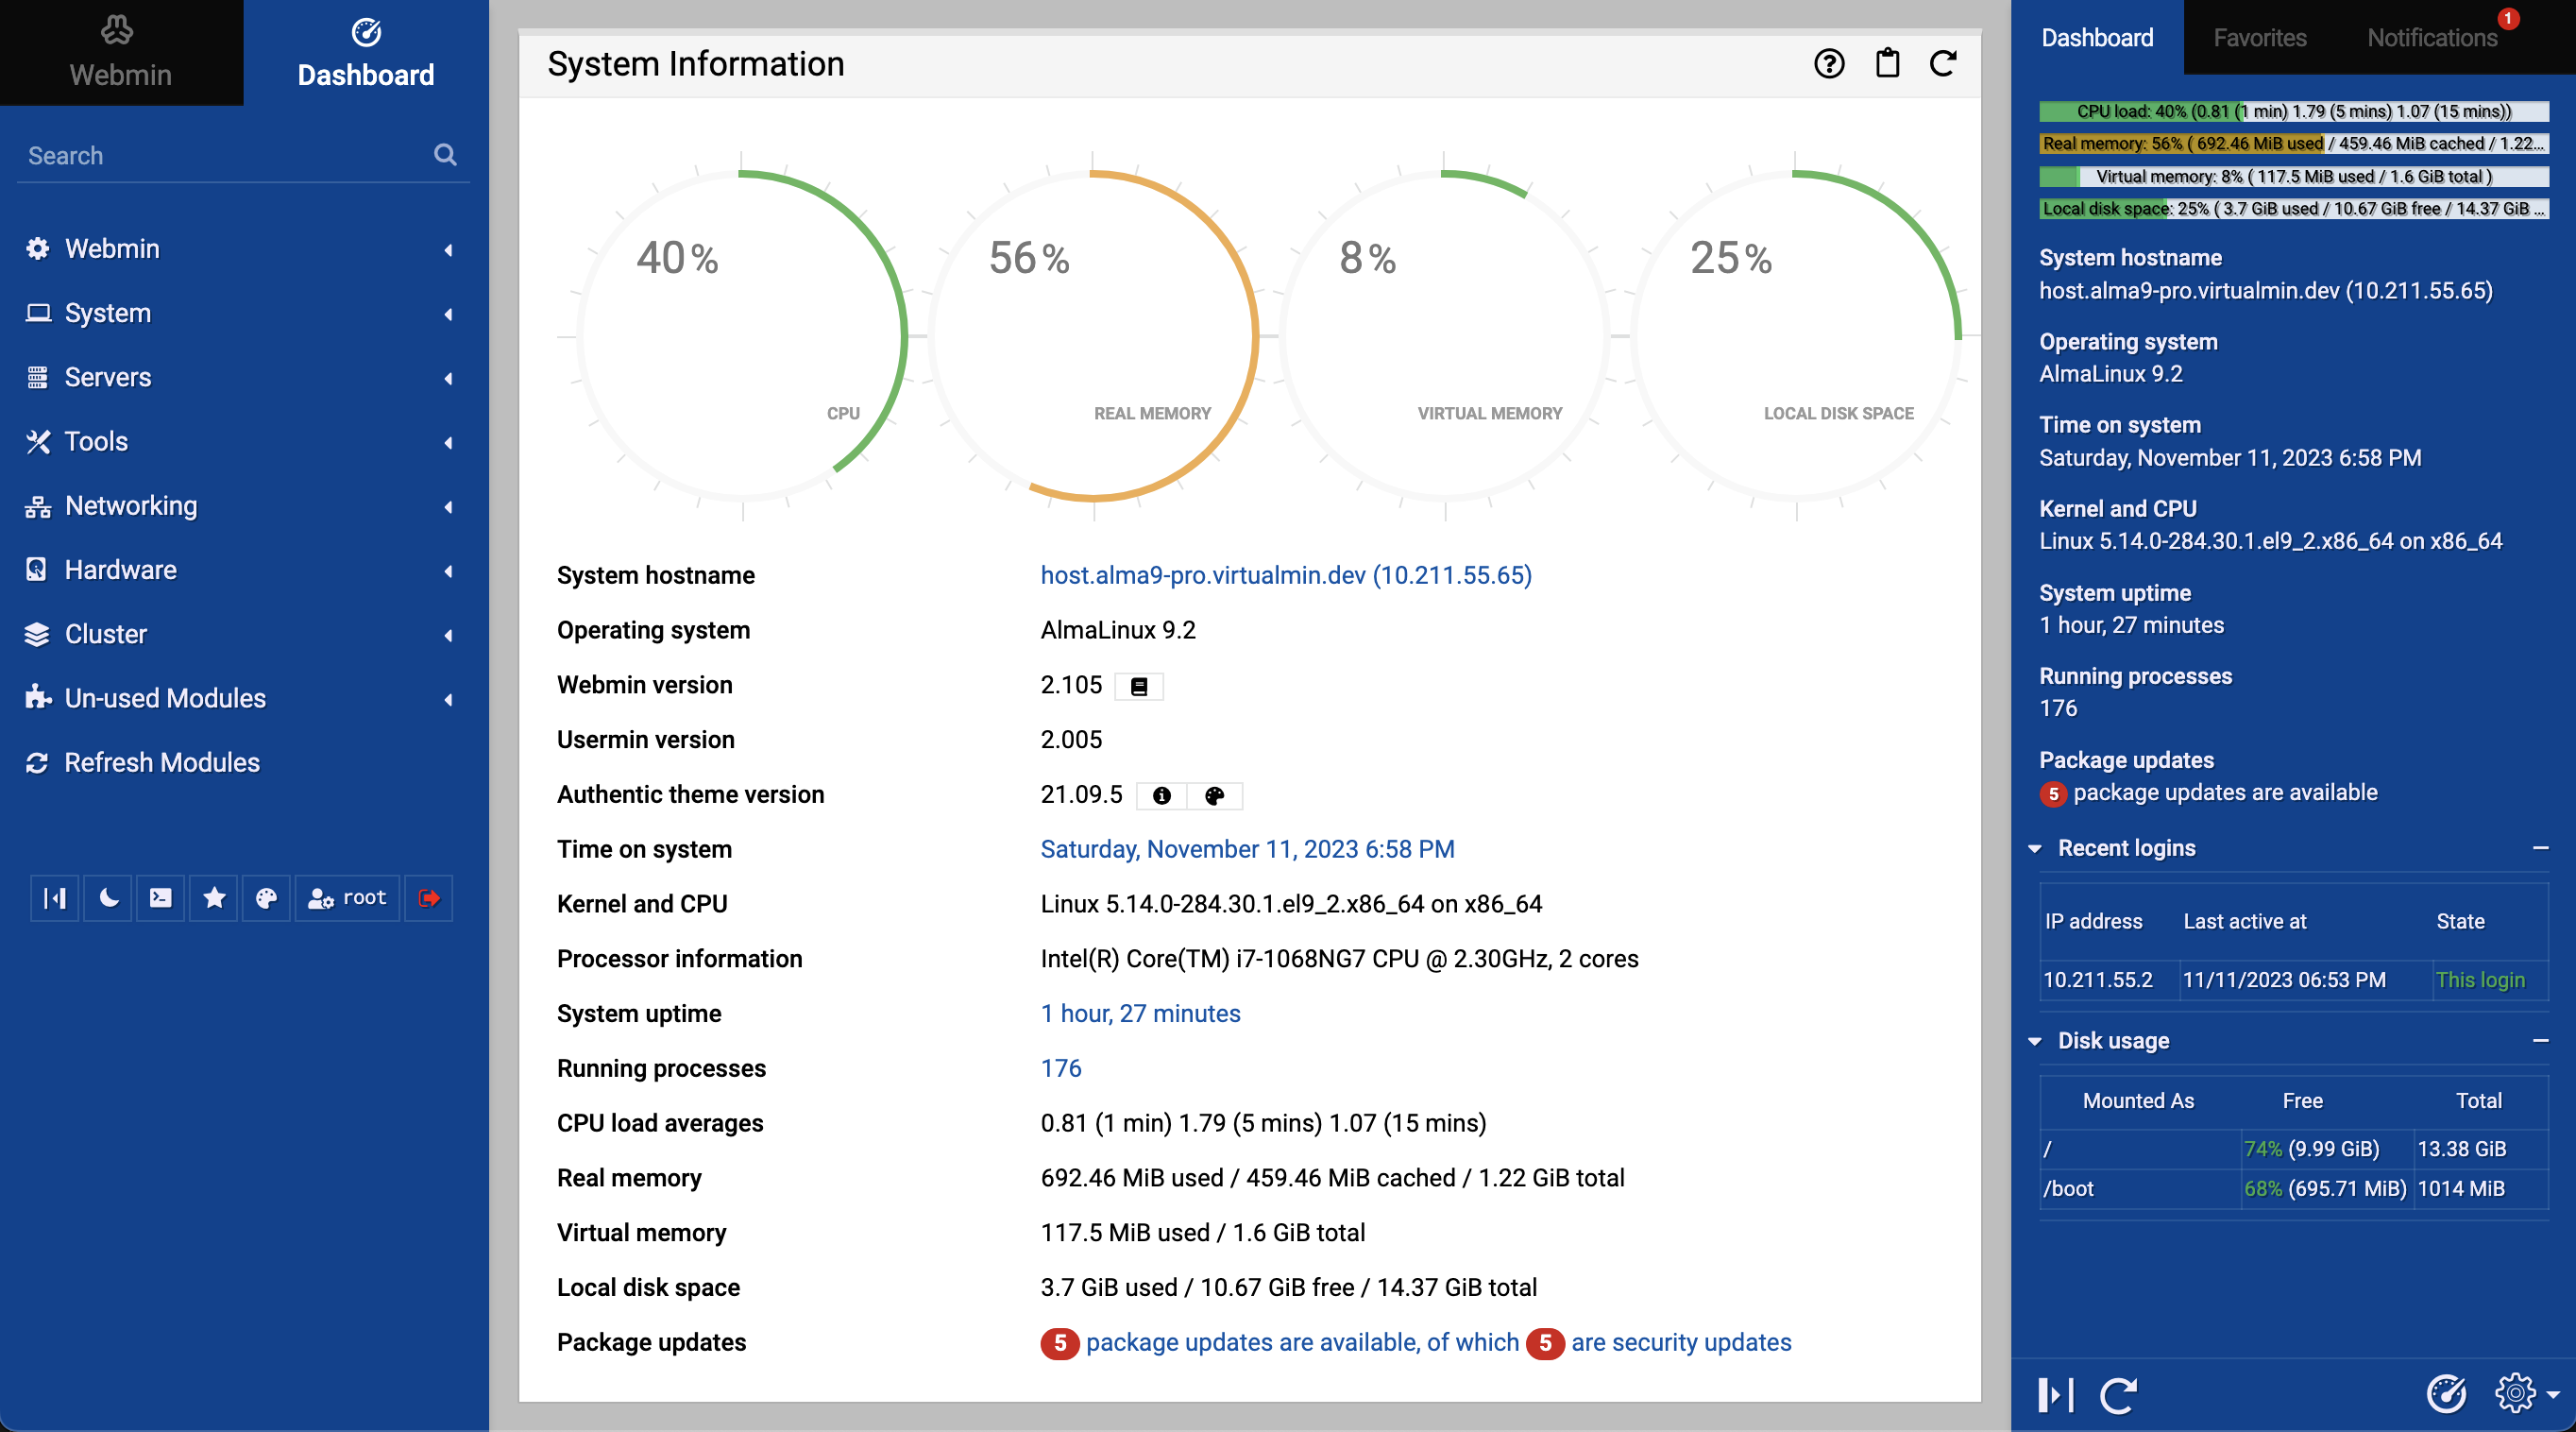 Webmin
Dashboard
Search
Webmin
System
Servers
Tools
Networking
Hardware
Cluster
Un-used Modules
Refresh Modules
root
System Information
40%
CPU
56%
REAL MEMORY
8%
VIRTUAL MEMORY
25%
LOCAL DISK SPACE
System hostname host.alma9-pro.virtualmin.dev (10.211.55.65)
Operating system AlmaLinux 9.2
Webmin version 2.105
Usermin version 2.005
Authentic theme version 21.09.5
Time on system Saturday, November 11, 2023 6:58 PM
Kernel and CPU Linux 5.14.0-284.30.1.el9_2.x86_64 on x86_64
Processor information Intel(R) Core(TM) i7-1068NG7 CPU @ 2.30GHz, 2 cores
System uptime 1 hour, 27 minutes
Running processes 176
CPU load averages 0.81 (1 min) 1.79 (5 mins) 1.07 (15 mins)
Real memory 692.46 MiB used / 459.46 MiB cached / 1.22 GiB total
Virtual memory 117.5 MiB used / 1.6 GiB total
Local disk space 3.7 GiB used / 10.67 GiB free / 14.37 GiB total
Package updates 5 package updates are available, of which 5 are security updates
Dashboard Favorites Notifications 1
CPU load: 40% (0.81 (1 min) 1.79 (5 mins) 1.07 (15 mins))
Real memory: 56% ( 692.46 MiB used / 459.46 MiB cached / 1.22...
Virtual memory: 8% ( 117.5 MiB used / 1.6 GiB total )
Local disk space: 25% ( 3.7 GiB used / 10.67 GiB free / 14.37 GiB ...
System hostname
host.alma9-pro.virtualmin.dev (10.211.55.65)
Operating system
AlmaLinux 9.2
Time on system
Saturday, November 11, 2023 6:58 PM
Kernel and CPU
Linux 5.14.0-284.30.1.el9_2.x86_64 on x86_64
System uptime
1 hour, 27 minutes
Running processes
176
Package updates
5 package updates are available
Recent logins
IP address Last active at State
10.211.55.2 11/11/2023 06:53 PM This login
Disk usage
Mounted As Free Total
/ 74% (9.99 GiB) 13.38 GiB
/boot 68% (695.71 MiB) 1014 MiB